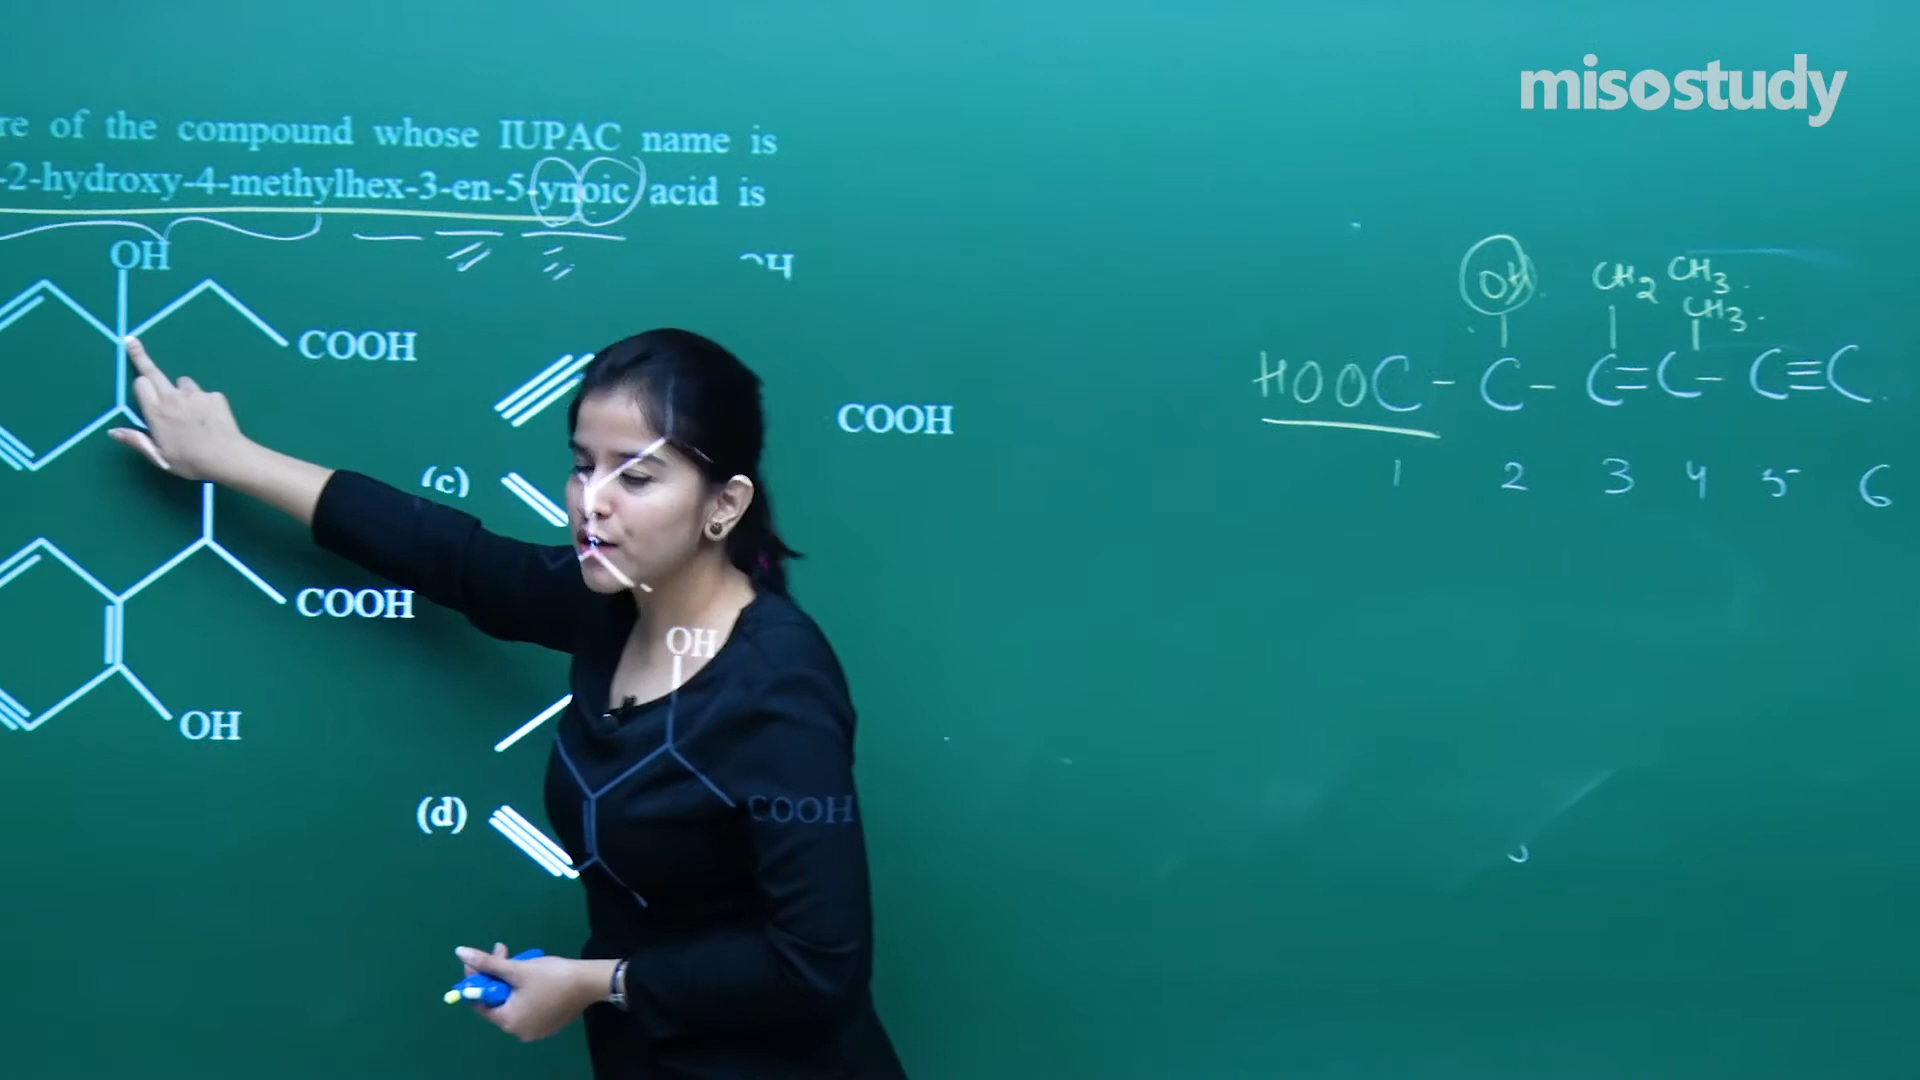 misostudy
re of the compound whose IUPAC name is
-2-hydroxy-4-methylhex-3-en-5-ynoic acid is
OH
COOH
COOH
OH
(c)
COOH
OH
(d)
COOH
OH CH2 CH3
CH3
HOOC - C - C = C - C ≡ C
1 2 3 4 5 6